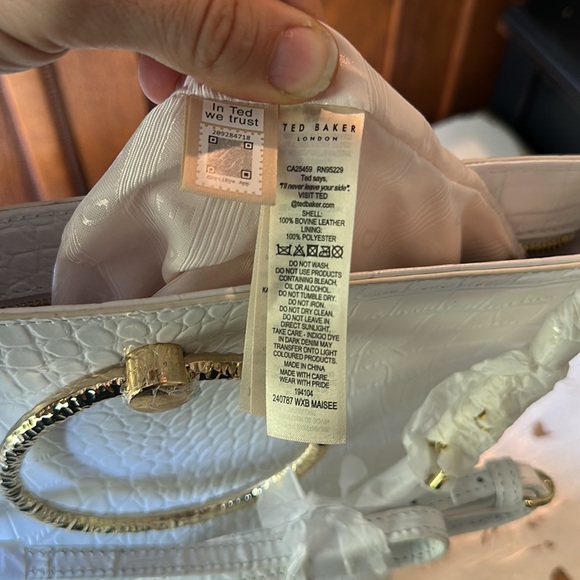 In Ted
we trust
209284718
TED BAKER
LONDON
CA25459 RN95229
Ted says,
"I'll never leave your side".
VISIT TED
@tedbaker.com
SHELL:
100% BOVINE LEATHER
LINING:
100% POLYESTER
DO NOT WASH.
DO NOT USE PRODUCTS
CONTAINING BLEACH,
OIL OR ALCOHOL.
DO NOT TUMBLE DRY
DO NOT IRON.
DO NOT DRY CLEAN.
DO NOT LEAVE IN
DIRECT SUNLIGHT.
TAKE CARE - INDIGO DYE
IN DARK DENIM MAY
TRANSFER ONTO LIGHT
COLOURED PRODUCTS.
MADE IN CHINA
MADE WITH CARE.
WEAR WITH PRIDE
194104
240787 WXB MAISEE